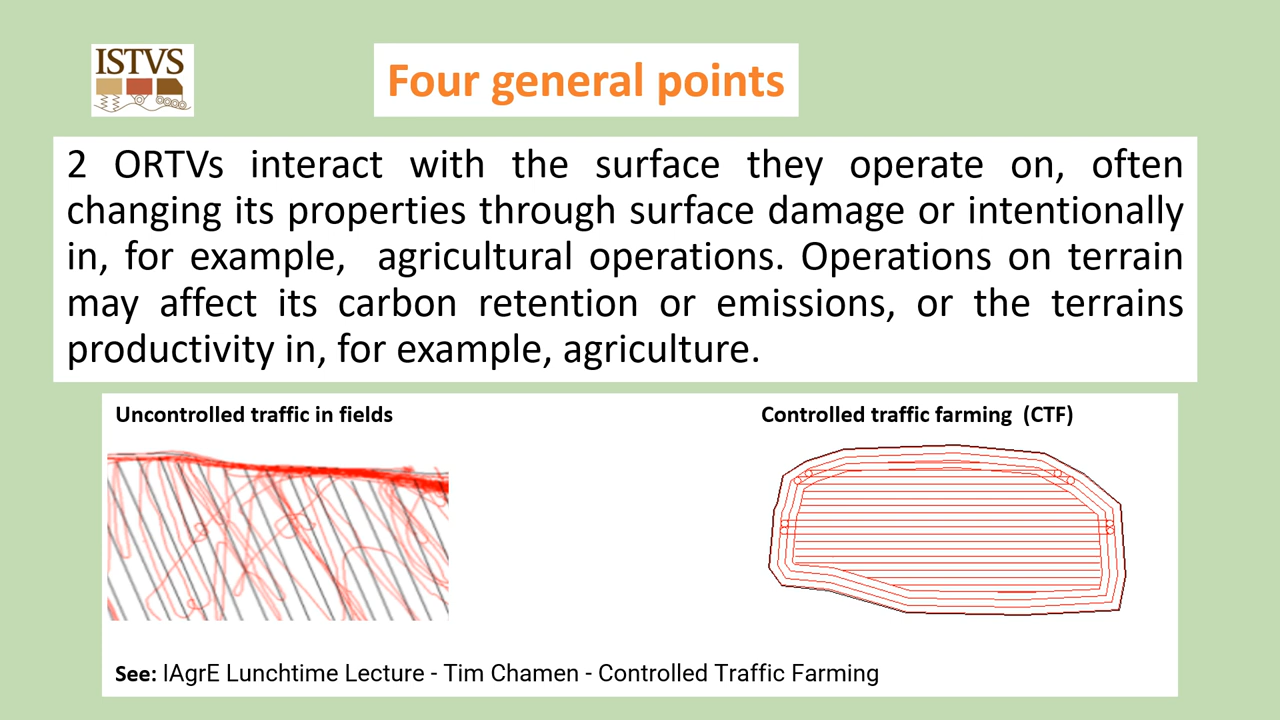 ISTVS
Four general points
2 ORTVs interact with the surface they operate on, often
changing its properties through surface damage or intentionally
in, for example, agricultural operations. Operations on terrain
may affect its carbon retention or emissions, or the terrains
productivity in, for example, agriculture.
Uncontrolled traffic in fields
Controlled traffic farming (CTF)
See: IAgrE Lunchtime Lecture - Tim Chamen - Controlled Traffic Farming